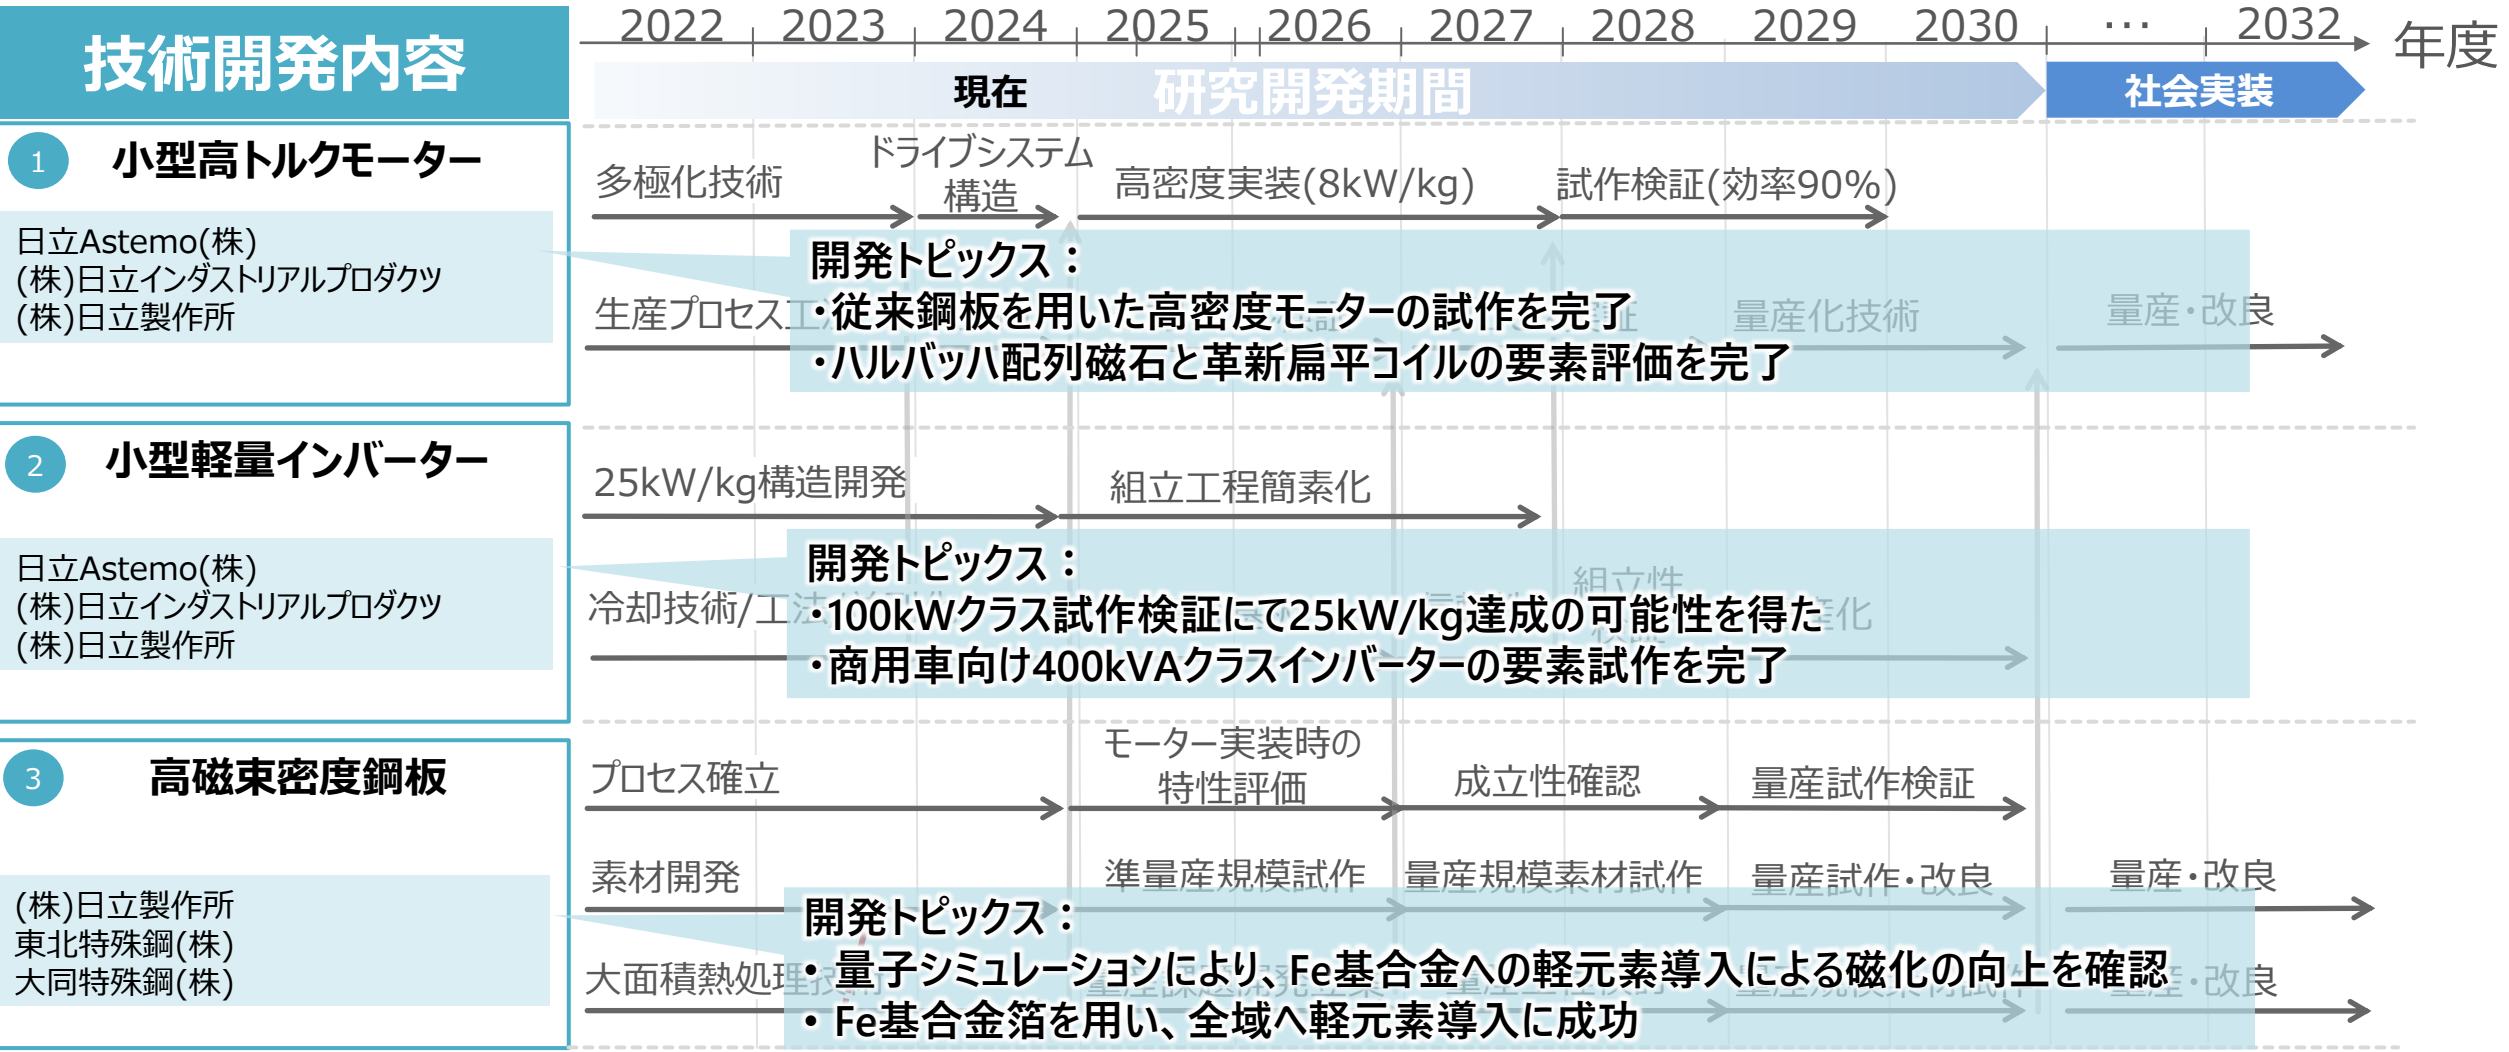 技術開発内容
2022 2023 2024 2025 2026 2027 2028 2029 2030 … 2032 年度
現在 研究開発期間 社会実装
1 小型高トルクモーター
日立Astemo(株)
(株)日立インダストリアルプロダクツ
(株)日立製作所
多極化技術
ドライブシステム
構造
高密度実装(8kW/kg)
試作検証(効率90%)
開発トピックス：
・従来鋼板を用いた高密度モーターの試作を完了
・ハルバッハ配列磁石と革新扁平コイルの要素評価を完了
生産プロセス工
量産化技術
量産・改良
2 小型軽量インバーター
日立Astemo(株)
(株)日立インダストリアルプロダクツ
(株)日立製作所
25kW/kg構造開発
組立工程簡素化
開発トピックス：
・100kWクラス試作検証にて25kW/kg達成の可能性を得た
・商用車向け400kVAクラスインバーターの要素試作を完了
冷却技術/工法
組立性
3 高磁束密度鋼板
(株)日立製作所
東北特殊鋼(株)
大同特殊鋼(株)
プロセス確立
モーター実装時の
特性評価
成立性確認
量産試作検証
素材開発
準量産規模試作
量産規模素材試作
量産試作・改良
量産・改良
開発トピックス：
• 量子シミュレーションにより、Fe基合金への軽元素導入による磁化の向上を確認
• Fe基合金箔を用い、全域へ軽元素導入に成功
大面積熱処理技術
量産・改良